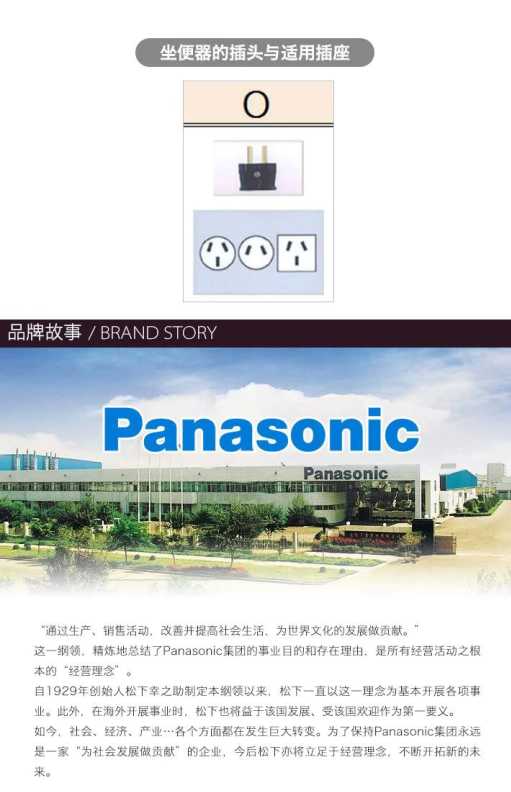 坐便器的插头与适用插座
O
品牌故事 / BRAND STORY
Panasonic
Panasonic
“通过生产、销售活动，改善并提高社会生活，为世界文化的发展做贡献。”
这一纲领，精炼地总结了Panasonic集团的事业目的和存在理由，是所有经营活动之根
本的“经营理念”。
自1929年创始人松下幸之助制定本纲领以来，松下一直以这一理念为基本开展各项事
业。此外，在海外开展事业时，松下也将益于该国发展、受该国欢迎作为第一要义。
如今，社会、经济、产业…各个方面都在发生巨大转变。为了保持Panasonic集团永远
是一家“为社会发展做贡献”的企业，今后松下亦将立足于经营理念，不断开拓新的未
来。